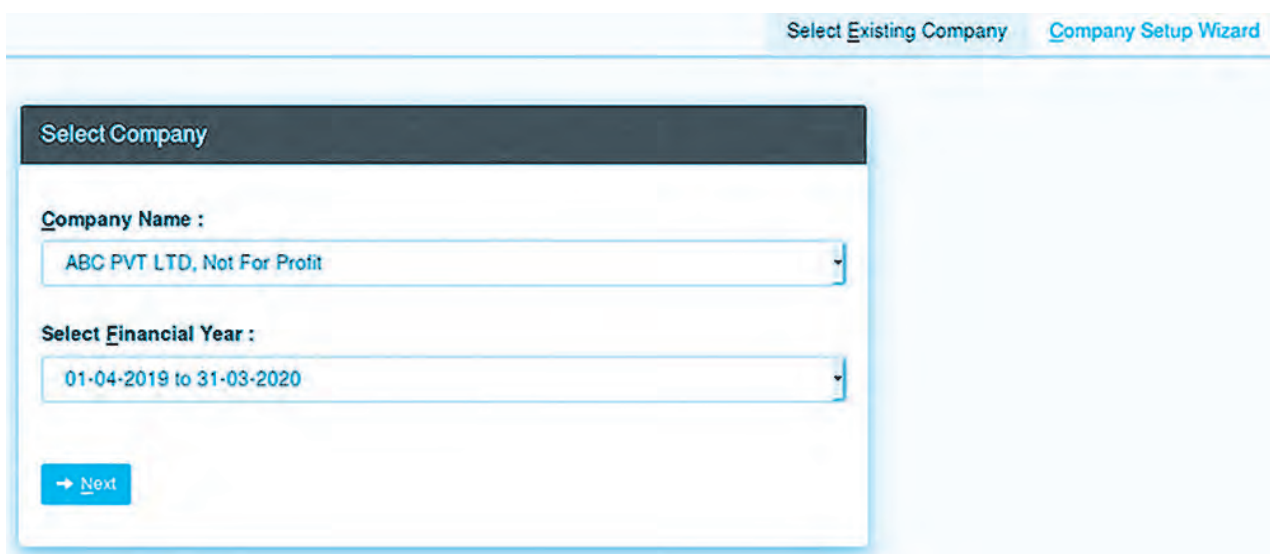 Select Existing Company Company Setup Wizard
Select Company
Company Name :
ABC PVT LTD, Not For Profit
Select Financial Year :
01-04-2019 to 31-03-2020
→ Next